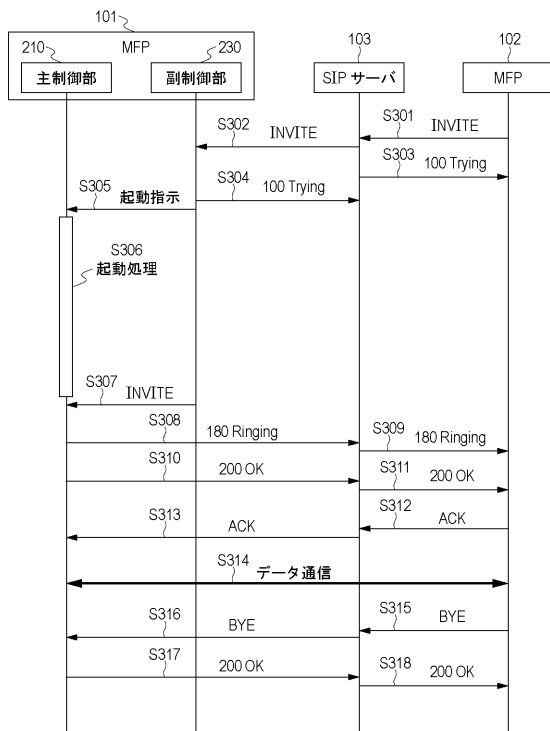 101
MFP
210
主制御部
230
副制御部
103
SIP サーバ
102
MFP
S301
INVITE
S302
INVITE
S303
100 Trying
S304
100 Trying
S305
起動指示
S306
起動処理
S307
INVITE
S308
180 Ringing
S309
180 Ringing
S310
200 OK
S311
200 OK
S312
ACK
S313
ACK
S314
データ通信
S315
BYE
S316
BYE
S317
200 OK
S318
200 OK